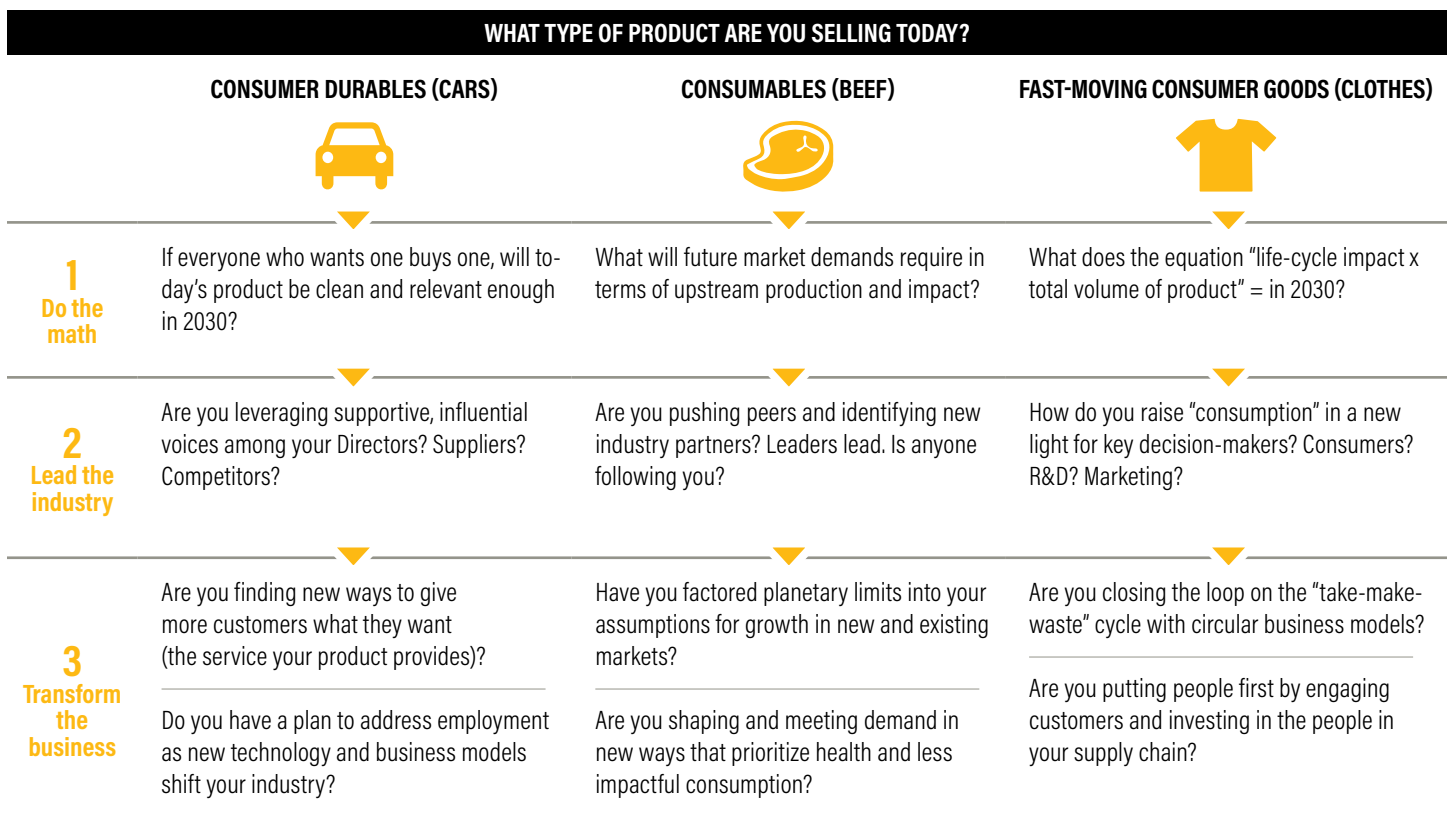 WHAT TYPE OF PRODUCT ARE YOU SELLING TODAY?
CONSUMER DURABLES (CARS)
CONSUMABLES (BEEF)
FAST-MOVING CONSUMER GOODS (CLOTHES)
1
Do the
math
If everyone who wants one buys one, will to-
day's product be clean and relevant enough
in 2030?
What will future market demands require in
terms of upstream production and impact?
What does the equation "life-cycle impact x
total volume of product" = in 2030?
2
Lead the
industry
Are you leveraging supportive, influential
voices among your Directors? Suppliers?
Competitors?
Are you pushing peers and identifying new
industry partners? Leaders lead. Is anyone
following you?
How do you raise "consumption" in a new
light for key decision-makers? Consumers?
R&D? Marketing?
3
Transform
the
business
Are you finding new ways to give
more customers what they want
(the service your product provides)?
Do you have a plan to address employment
as new technology and business models
shift your industry?
Have you factored planetary limits into your
assumptions for growth in new and existing
markets?
Are you shaping and meeting demand in
new ways that prioritize health and less
impactful consumption?
Are you closing the loop on the "take-make-
waste" cycle with circular business models?
Are you putting people first by engaging
customers and investing in the people in
your supply chain?